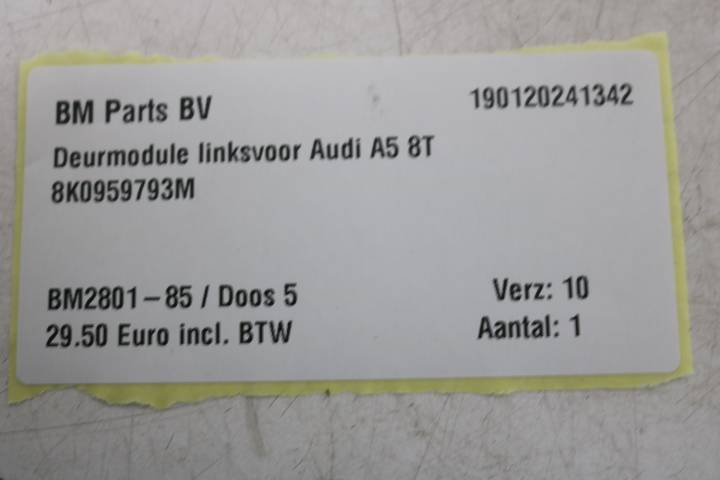 BM Parts BV 190120241342
Deurmodule linksvoor Audi A5 8T
8K0959793M
BM2801-85 / Doos 5 Verz: 10
29.50 Euro incl. BTW Aantal: 1